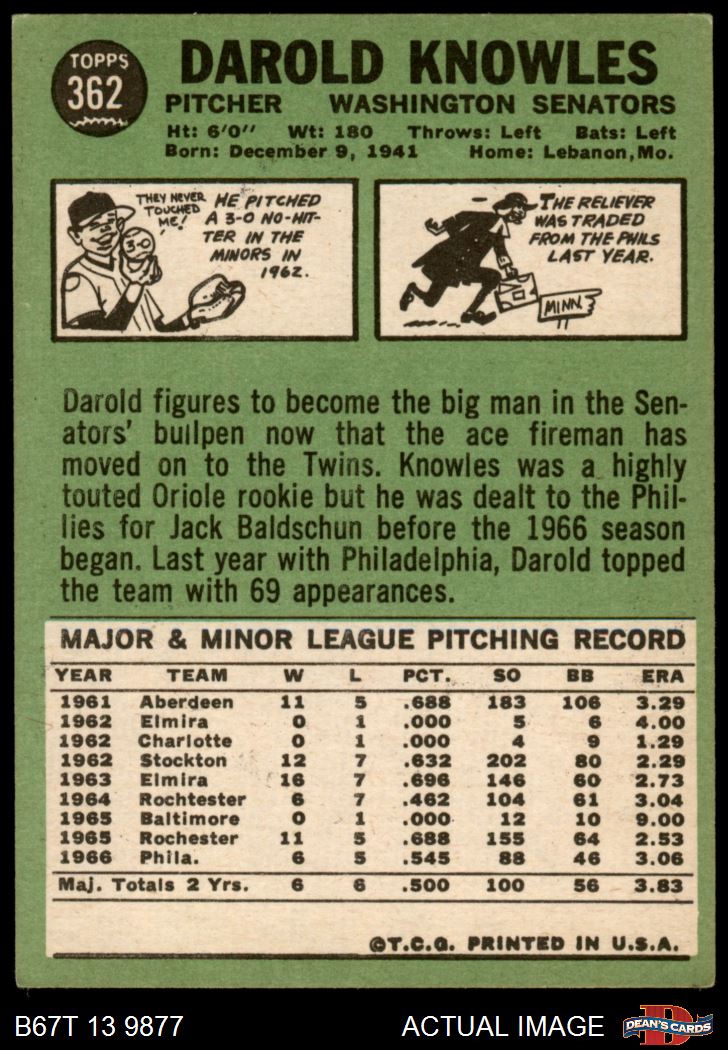 TOPPS
362
DAROLD KNOWLES
PITCHER WASHINGTON SENATORS
Ht: 6'0" Wt: 180 Throws: Left Bats: Left
Born: December 9, 1941 Home: Lebanon, Mo.
THEY NEVER
TOUCHED
ME!
3-0
HE PITCHED
A 3-0 NO-HIT-
TER IN THE
MINORS IN
1962.
THE RELIEVER
WAS TRADED
FROM THE PHILS
LAST YEAR.
MINN.
Darold figures to become the big man in the Sen-
ators' bullpen now that the ace fireman has
moved on to the Twins. Knowles was a highly
touted Oriole rookie but he was dealt to the Phil-
lies for Jack Baldschun before the 1966 season
began. Last year with Philadelphia, Darold topped
the team with 69 appearances.
MAJOR & MINOR LEAGUE PITCHING RECORD
YEAR TEAM W L PCT. SO BB ERA
1961 Aberdeen 11 5 .688 183 106 3.29
1962 Elmira 0 1 .000 5 6 4.00
1962 Charlotte 0 1 .000 4 9 1.29
1962 Stockton 12 7 .632 202 80 2.29
1963 Elmira 16 7 .696 146 60 2.73
1964 Rochtester 6 7 .462 104 61 3.04
1965 Baltimore 0 1 .000 12 10 9.00
1965 Rochester 11 5 .688 155 64 2.53
1966 Phila. 6 5 .545 88 46 3.06
Maj. Totals 2 Yrs. 6 6 .500 100 56 3.83
©T.C.G. PRINTED IN U.S.A.
B67T 13 9877 ACTUAL IMAGE
D
DEAN'S CARDS